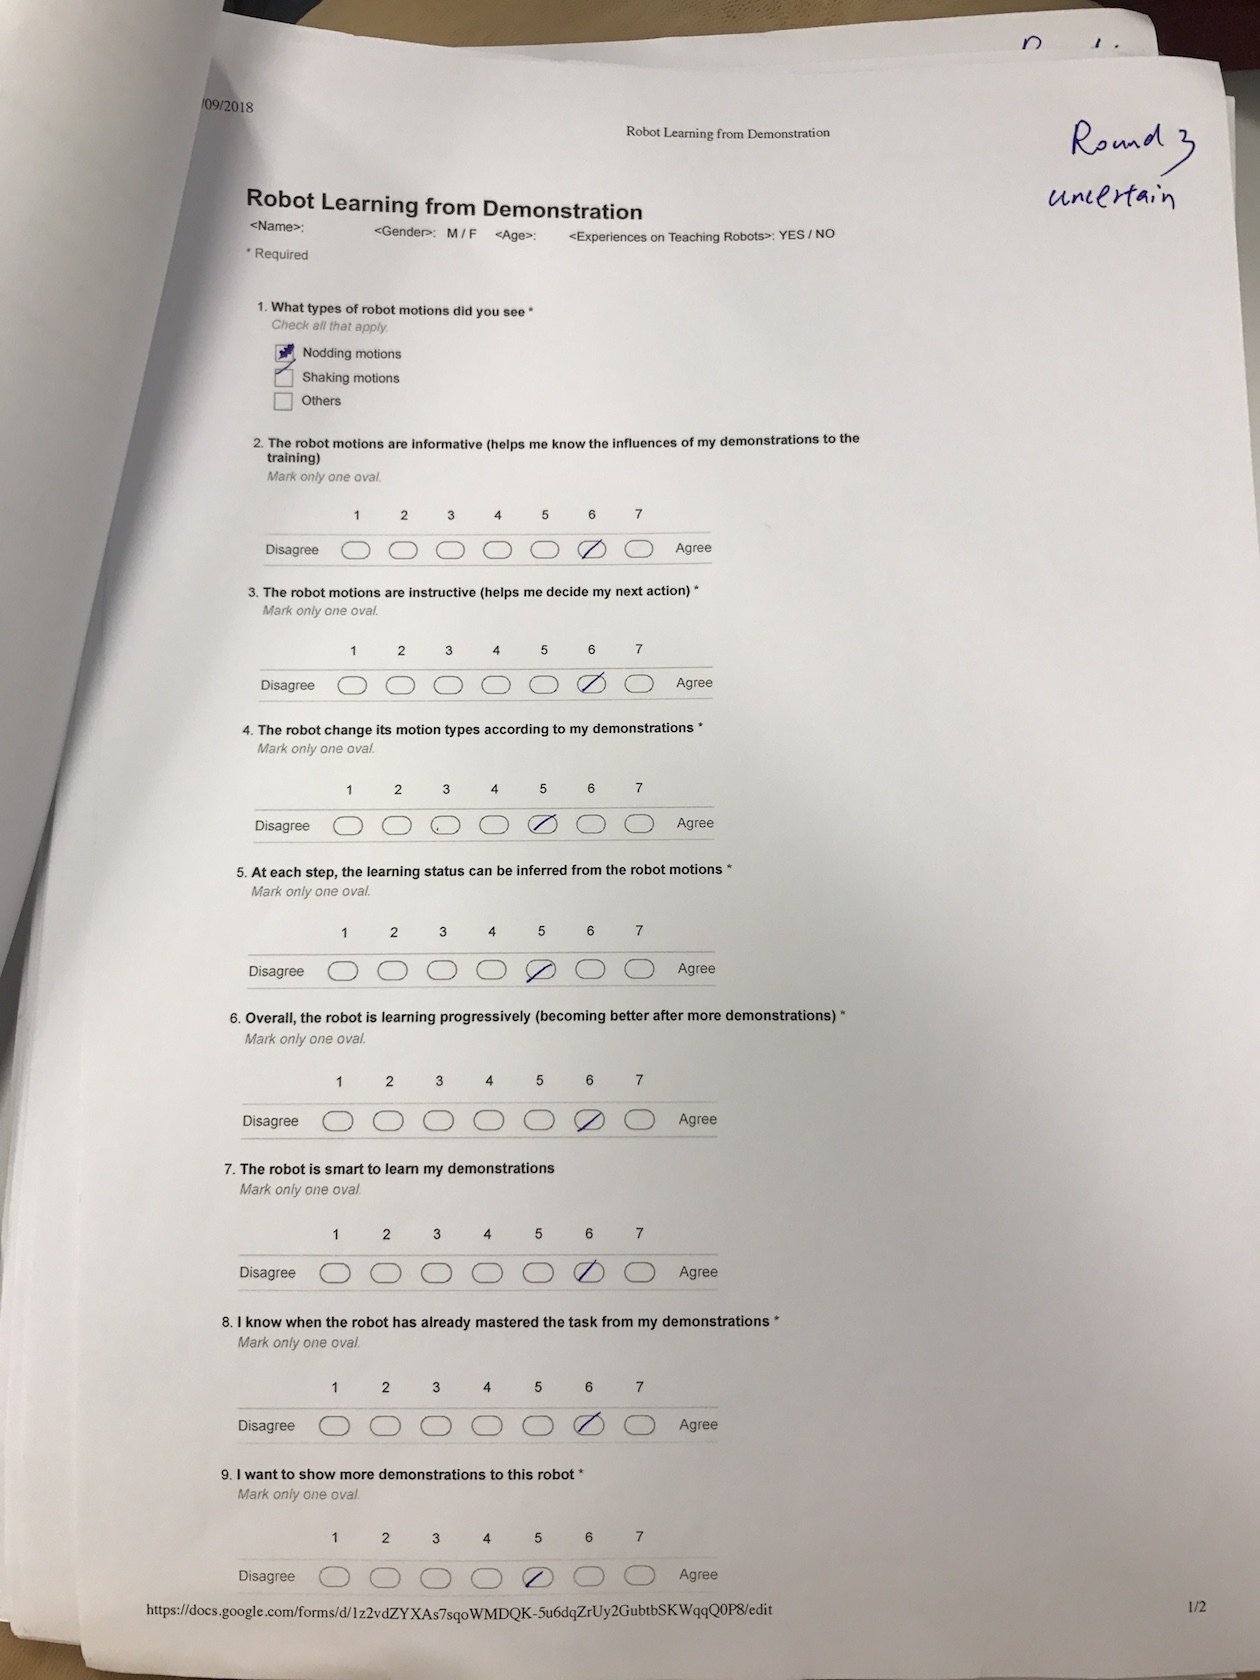 /09/2018
Robot Learning from Demonstration
Round 3
uncertain
Robot Learning from Demonstration
<Name>: <Gender>: M / F <Age>: <Experiences on Teaching Robots>: YES / NO
* Required
1. What types of robot motions did you see *
Check all that apply.
Nodding motions
Shaking motions
Others
2. The robot motions are informative (helps me know the influences of my demonstrations to the
training)
Mark only one oval.
1 2 3 4 5 6 7
Disagree Agree
3. The robot motions are instructive (helps me decide my next action) *
Mark only one oval.
1 2 3 4 5 6 7
Disagree Agree
4. The robot change its motion types according to my demonstrations *
Mark only one oval.
1 2 3 4 5 6 7
Disagree Agree
5. At each step, the learning status can be inferred from the robot motions *
Mark only one oval.
1 2 3 4 5 6 7
Disagree Agree
6. Overall, the robot is learning progressively (becoming better after more demonstrations) *
Mark only one oval.
1 2 3 4 5 6 7
Disagree Agree
7. The robot is smart to learn my demonstrations
Mark only one oval.
1 2 3 4 5 6 7
Disagree Agree
8. I know when the robot has already mastered the task from my demonstrations *
Mark only one oval.
1 2 3 4 5 6 7
Disagree Agree
9. I want to show more demonstrations to this robot *
Mark only one oval.
1 2 3 4 5 6 7
Disagree Agree
https://docs.google.com/forms/d/1z2vdZYXAs7sqoWMDQK-5u6dqZrUy2GubtbSKWqqQ0P8/edit
1/2